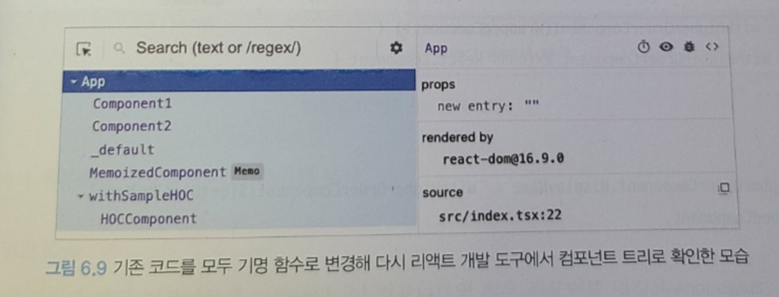 Search (text or /regex/)
App
App
Component1
Component2
_default
MemoizedComponent Memo
withSampleHOC
HOCComponent
props
new entry: ""
rendered by
react-dom@16.9.0
source
src/index.tsx:22
그림 6.9 기존 코드를 모두 기명 함수로 변경해 다시 리액트 개발 도구에서 컴포넌트 트리로 확인한 모습